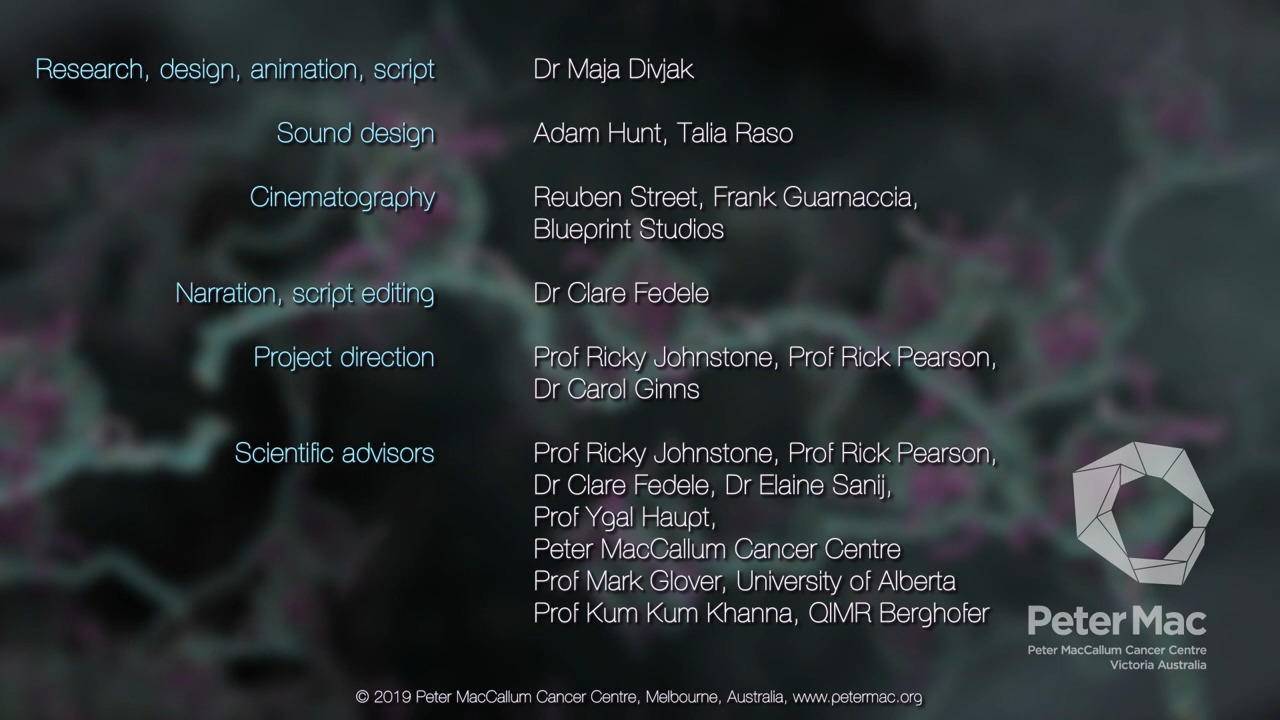 Research, design, animation, script Dr Maja Divjak
Sound design Adam Hunt, Talia Raso
Cinematography Reuben Street, Frank Guarnaccia,
Blueprint Studios
Narration, script editing Dr Clare Fedele
Project direction Prof Ricky Johnstone, Prof Rick Pearson,
Dr Carol Ginns
Scientific advisors Prof Ricky Johnstone, Prof Rick Pearson,
Dr Clare Fedele, Dr Elaine Sanij,
Prof Ygal Haupt,
Peter MacCallum Cancer Centre
Prof Mark Glover, University of Alberta
Prof Kum Kum Khanna, QIMR Berghofer
Peter Mac
Peter MacCallum Cancer Centre
Victoria Australia
© 2019 Peter MacCallum Cancer Centre, Melbourne, Australia, www.petermac.org